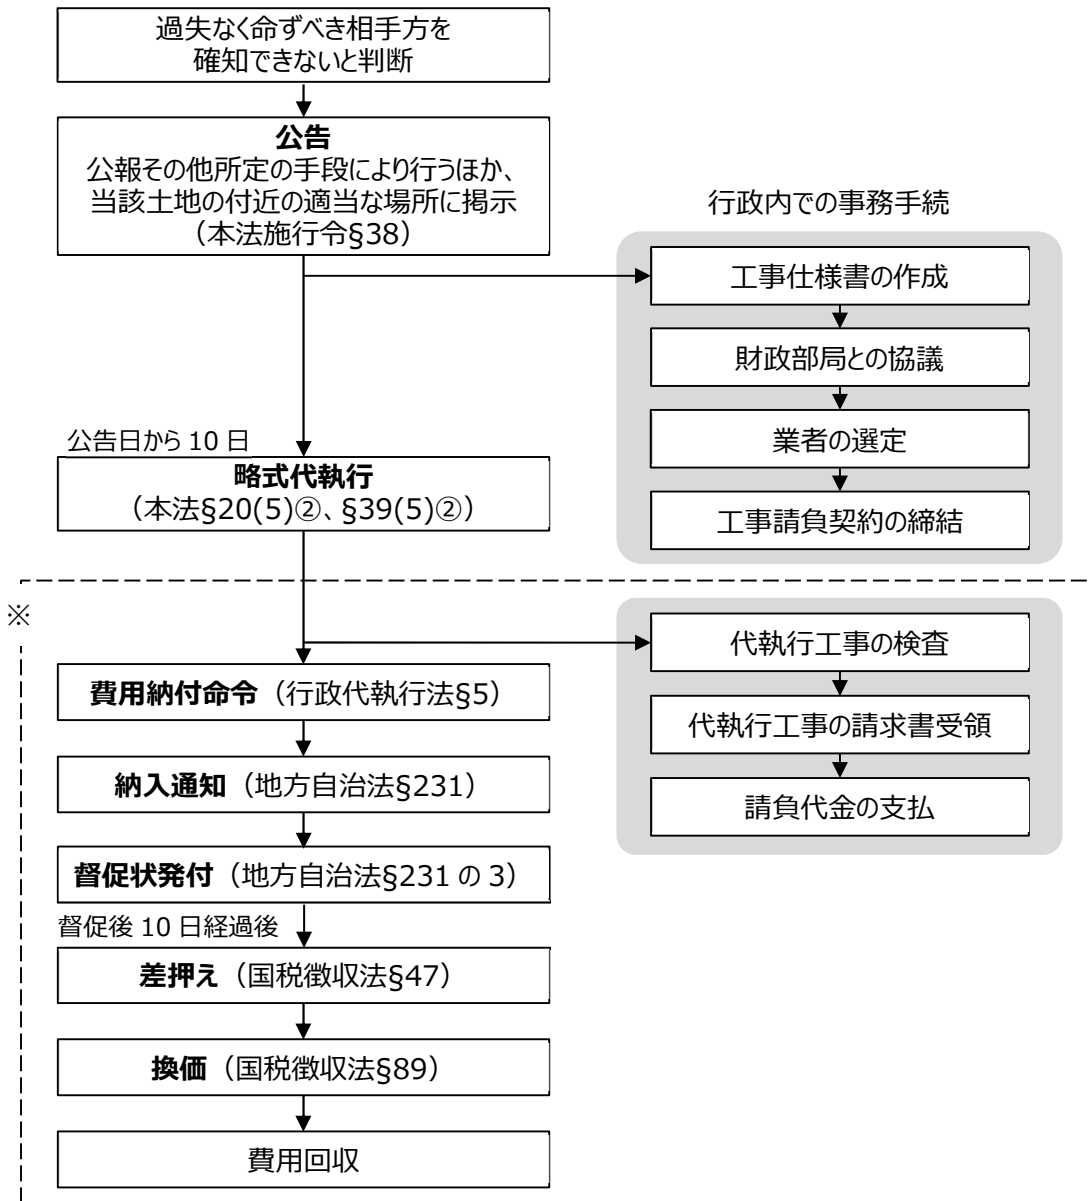 過失なく命ずべき相手方を
確知できないと判断
公告
公報その他所定の手段により行うほか、
当該土地の付近の適当な場所に掲示
（本法施行令§38）
行政内での事務手続
工事仕様書の作成
財政部局との協議
業者の選定
工事請負契約の締結
公告日から 10 日
略式代執行
（本法§20(5)②、§39(5)②）
※
代執行工事の検査
代執行工事の請求書受領
請負代金の支払
費用納付命令（行政代執行法§5）
納入通知（地方自治法§231）
督促状発付（地方自治法§231 の 3）
督促後 10 日経過後
差押え（国税徴収法§47）
換価（国税徴収法§89）
費用回収